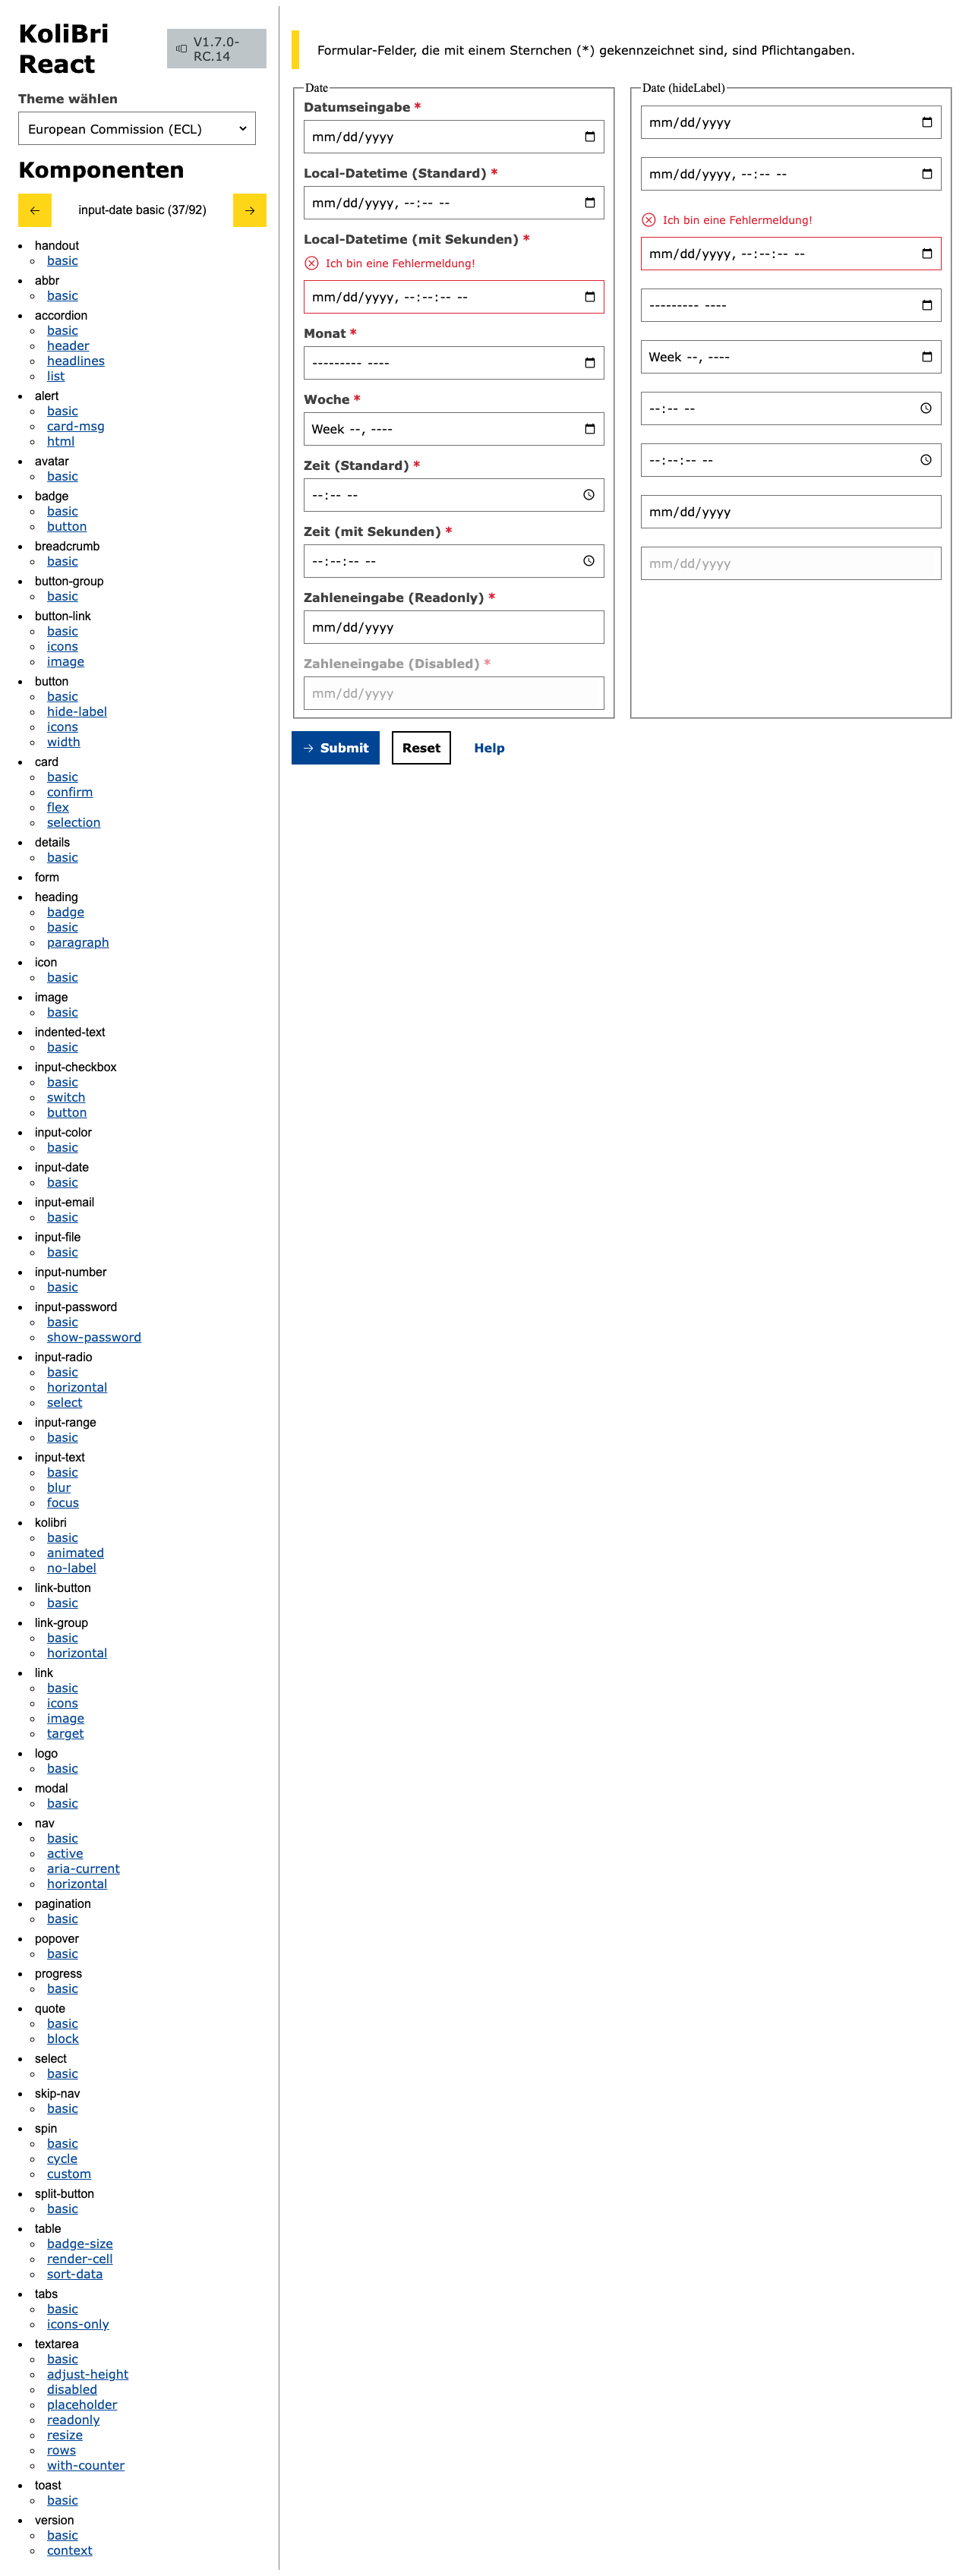 KoliBri
React
V1.7.0-
RC.14
Theme wählen
European Commission (ECL)
Komponenten
input-date basic (37/92)
handout
basic
abbr
basic
accordion
basic
header
headlines
list
alert
basic
card-msg
html
avatar
basic
badge
basic
button
breadcrumb
basic
button-group
basic
button-link
basic
icons
image
button
basic
hide-label
icons
width
card
basic
confirm
flex
selection
details
basic
form
heading
badge
basic
paragraph
icon
basic
image
basic
indented-text
basic
input-checkbox
basic
switch
button
input-color
basic
input-date
basic
input-email
basic
input-file
basic
input-number
basic
input-password
basic
show-password
input-radio
basic
horizontal
select
input-range
basic
input-text
basic
blur
focus
kolibri
basic
animated
no-label
link-button
basic
link-group
basic
horizontal
link
basic
icons
image
target
logo
basic
modal
basic
nav
basic
active
aria-current
horizontal
pagination
basic
popover
basic
progress
basic
quote
basic
block
select
basic
skip-nav
basic
spin
basic
cycle
custom
split-button
basic
table
badge-size
render-cell
sort-data
tabs
basic
icons-only
textarea
basic
adjust-height
disabled
placeholder
readonly
resize
rows
with-counter
toast
basic
version
basic
context
Formular-Felder, die mit einem Sternchen (*) gekennzeichnet sind, sind Pflichtangaben.
Date
Datumseingabe *
mm/dd/yyyy
Local-Datetime (Standard) *
mm/dd/yyyy, --:-- --
Local-Datetime (mit Sekunden) *
Ich bin eine Fehlermeldung!
mm/dd/yyyy, --:--:-- --
Monat *
--------- ----
Woche *
Week --, ----
Zeit (Standard) *
--:-- --
Zeit (mit Sekunden) *
--:--:-- --
Zahleneingabe (Readonly) *
mm/dd/yyyy
Zahleneingabe (Disabled) *
mm/dd/yyyy
Date (hideLabel)
mm/dd/yyyy
mm/dd/yyyy, --:-- --
Ich bin eine Fehlermeldung!
mm/dd/yyyy, --:--:-- --
--------- ----
Week --, ----
--:-- --
--:--:-- --
mm/dd/yyyy
mm/dd/yyyy
Submit
Reset
Help